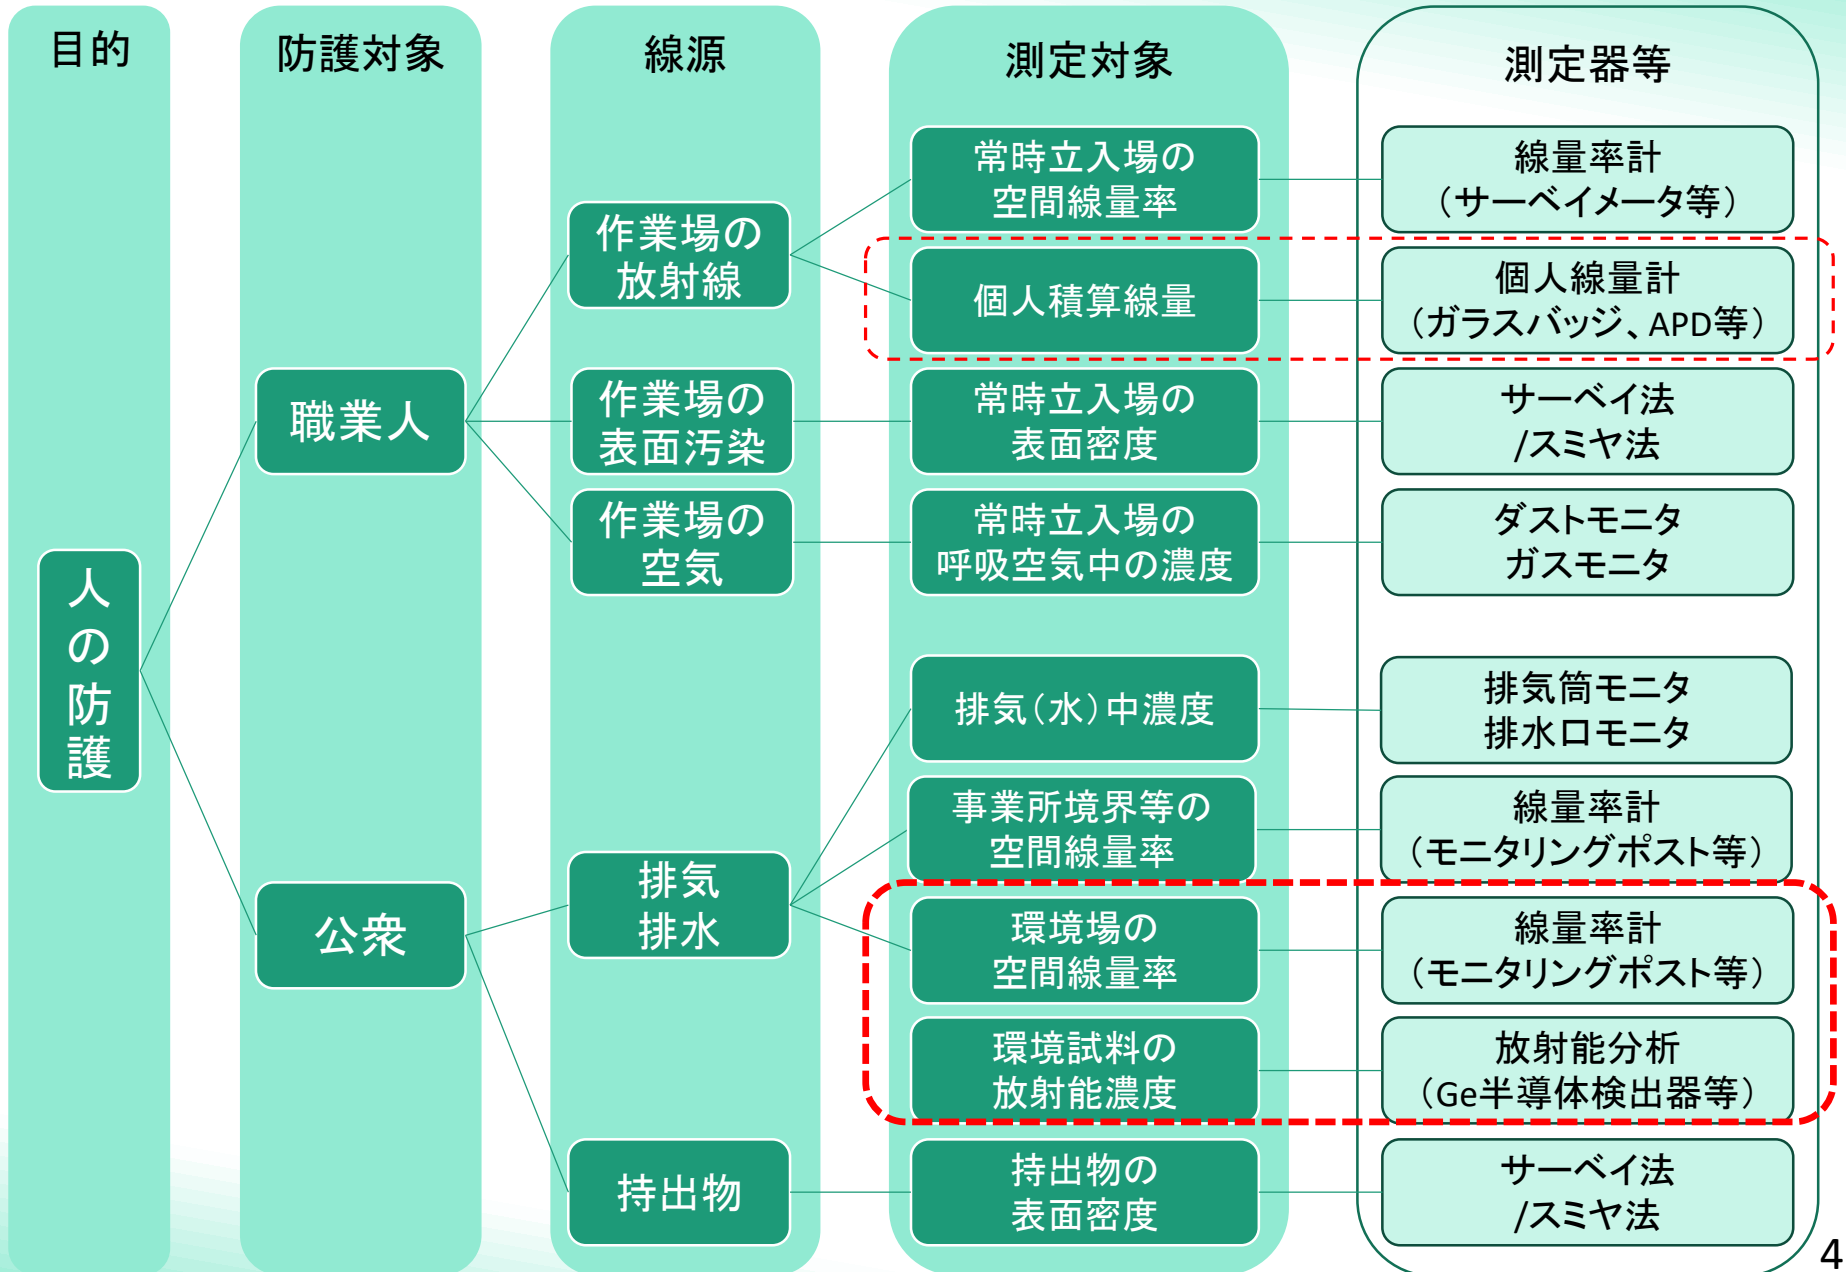 目的
防護対象
線源
測定対象
測定器等
人
の
防
護
職業人
公衆
作業場の
放射線
作業場の
表面汚染
作業場の
空気
排気
排水
持出物
常時立入場の
空間線量率
個人積算線量
常時立入場の
表面密度
常時立入場の
呼吸空気中の濃度
排気(水)中濃度
事業所境界等の
空間線量率
環境場の
空間線量率
環境試料の
放射能濃度
持出物の
表面密度
線量率計
(サーベイメータ等)
個人線量計
(ガラスバッジ、APD等)
サーベイ法
/スミヤ法
ダストモニタ
ガスモニタ
排気筒モニタ
排水口モニタ
線量率計
(モニタリングポスト等)
線量率計
(モニタリングポスト等)
放射能分析
(Ge半導体検出器等)
サーベイ法
/スミヤ法
4